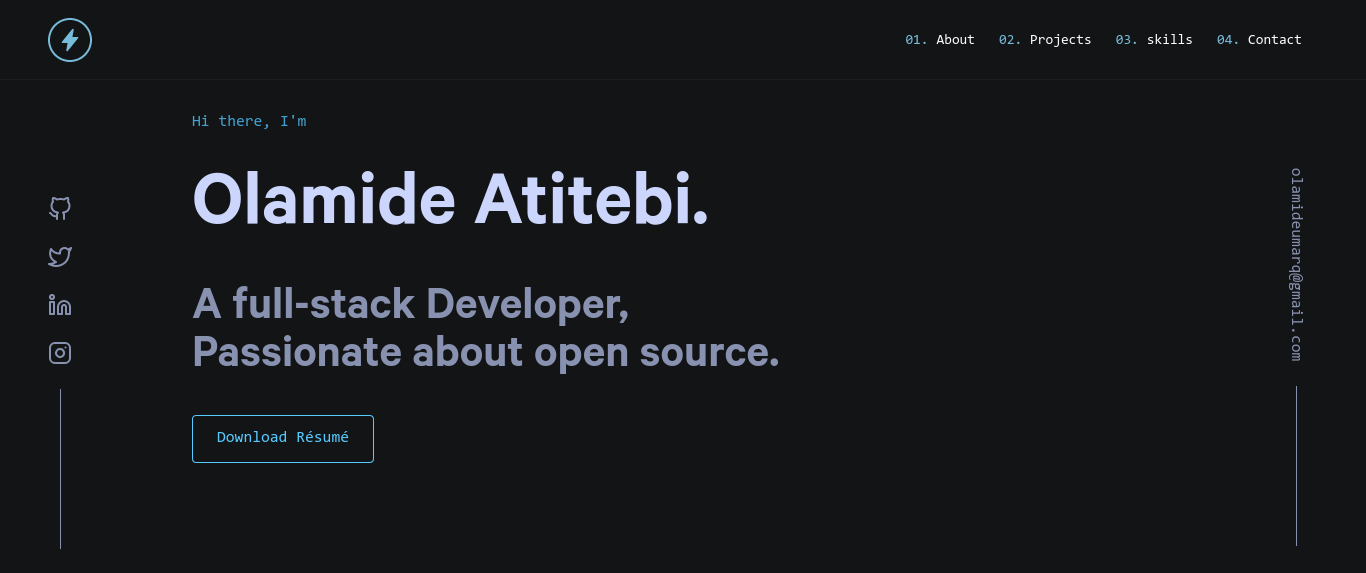 01. About 02. Projects 03. skills 04. Contact
Hi there, I'm
Olamide Atitebi.
A full-stack Developer,
Passionate about open source.
Download Résumé
olamideumarq@gmail.com